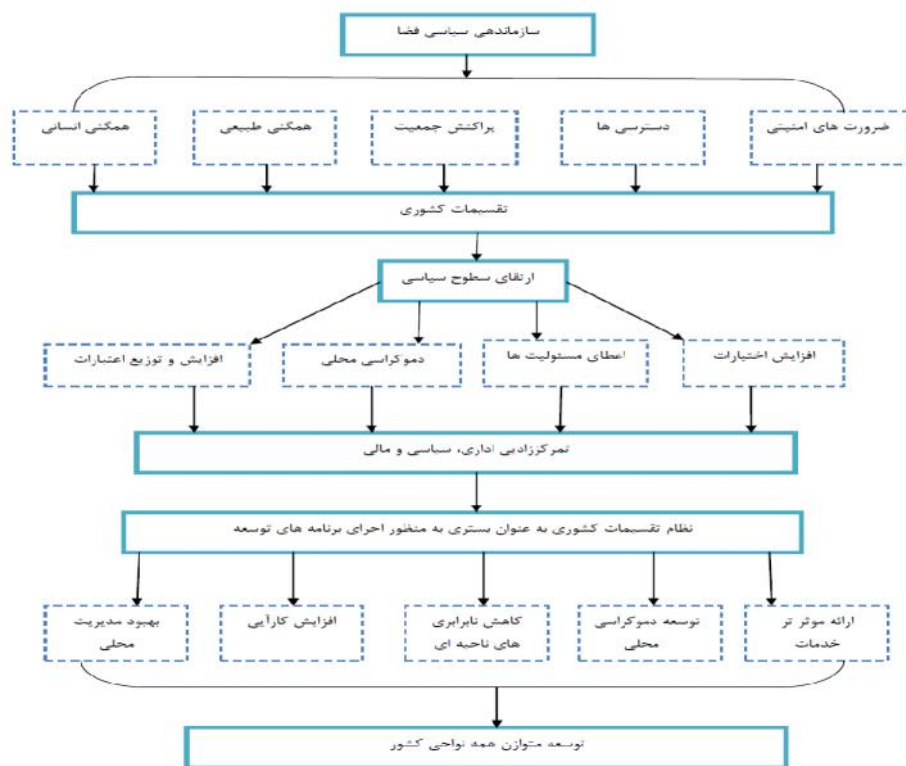 سازماندهی سیاسی فضا
ضرورت های امنیتی
دسترسی ها
پراکنش جمعیت
همگنی طبیعی
همگنی انسانی
تقسیمات کشوری
ارتقای سطوح سیاسی
افزایش اختیارات
اعطای مسئولیت ها
دموکراسی محلی
افزایش و توزیع اعتبارات
تمرکززادیی اداری، سیاسی و مالی
نظام تقسیمات کشوری به عنوان بستری به منظور اجرای برنامه های توسعه
ارائه موثر تر
خدمات
توسعه دموکراسی
محلی
کاهش نابرابری
های ناحیه ای
افزایش کارآیی
بهبود مدیریت
محلی
توسعه متوازن همه نواحی کشور